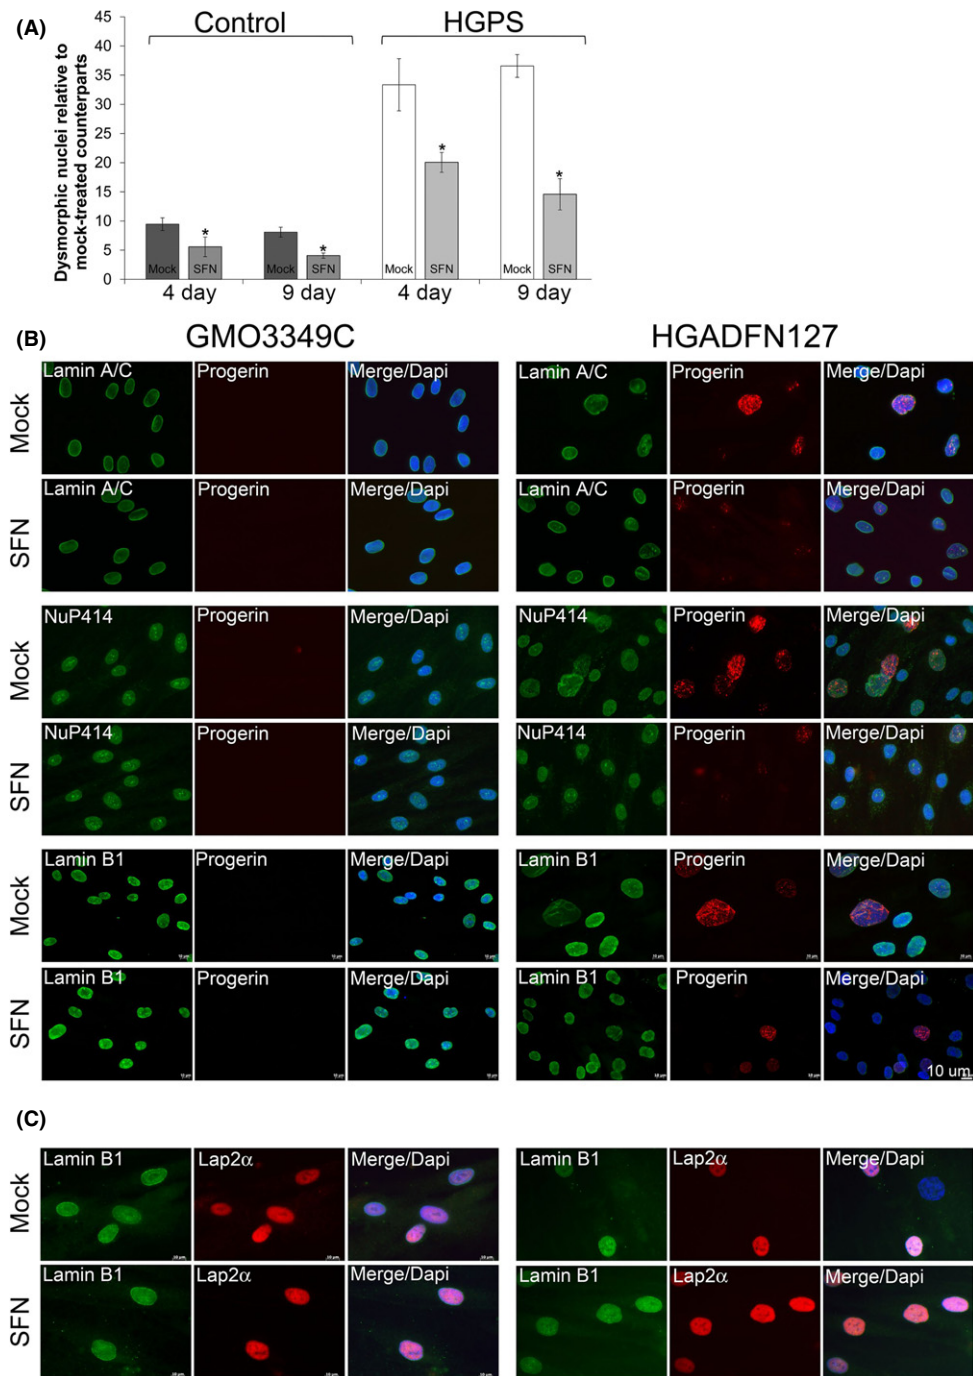 (A)
Control
HGPS
Dysmorphic nuclei relative to
mock-treated counterparts
45
40
35
30
25
20
15
10
5
0
*
*
*
*
Mock
SFN
Mock
SFN
Mock
SFN
Mock
SFN
4 day
9 day
4 day
9 day
(B)
GMO3349C
HGADFN127
Mock
Lamin A/C
Progerin
Merge/Dapi
Lamin A/C
Progerin
Merge/Dapi
SFN
Lamin A/C
Progerin
Merge/Dapi
Lamin A/C
Progerin
Merge/Dapi
Mock
NuP414
Progerin
Merge/Dapi
NuP414
Progerin
Merge/Dapi
SFN
NuP414
Progerin
Merge/Dapi
NuP414
Progerin
Merge/Dapi
Mock
Lamin B1
Progerin
Merge/Dapi
Lamin B1
Progerin
Merge/Dapi
SFN
Lamin B1
Progerin
Merge/Dapi
Lamin B1
Progerin
Merge/Dapi
10 um
(C)
Mock
Lamin B1
Lap2α
Merge/Dapi
Lamin B1
Lap2α
Merge/Dapi
SFN
Lamin B1
Lap2α
Merge/Dapi
Lamin B1
Lap2α
Merge/Dapi